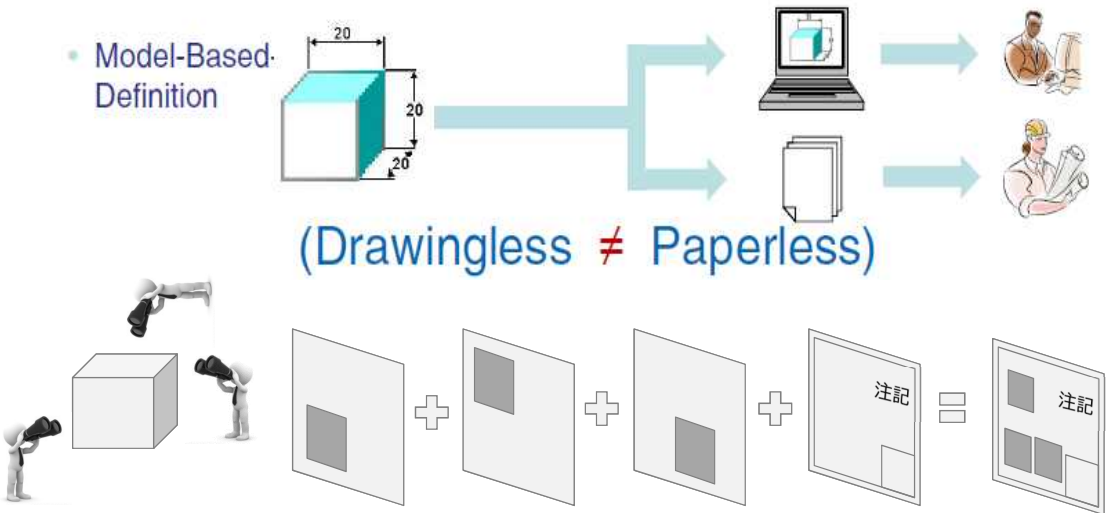 20
Model-Based-
Definition
20
20
(Drawingless ≠ Paperless)
注記
注記